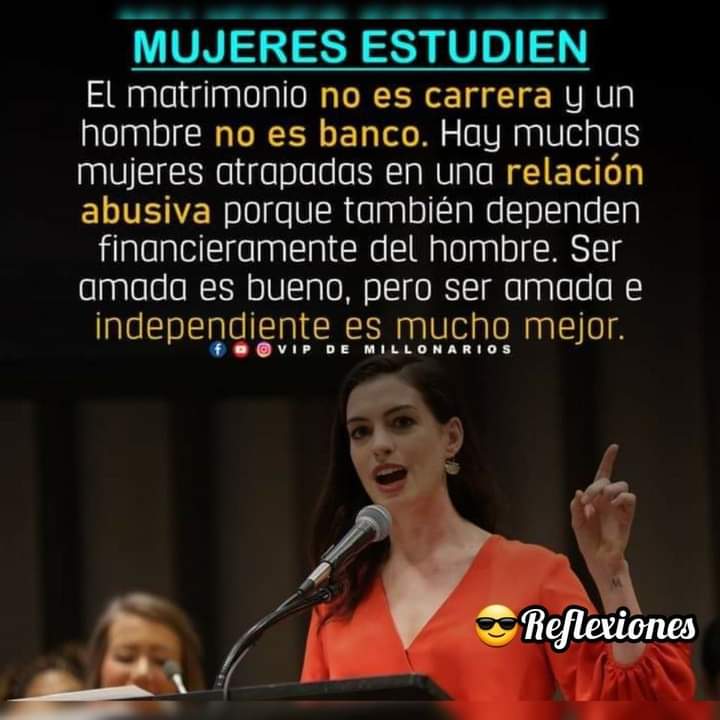 MUJERES ESTUDIEN
El matrimonio no es carrera y un
hombre no es banco. Hay muchas
mujeres atrapadas en una relación
abusiva porque también dependen
financieramente del hombre. Ser
amada es bueno, pero ser amada e
independiente es mucho mejor.
VIP DE MILLONARIOS
😎Reflexiones